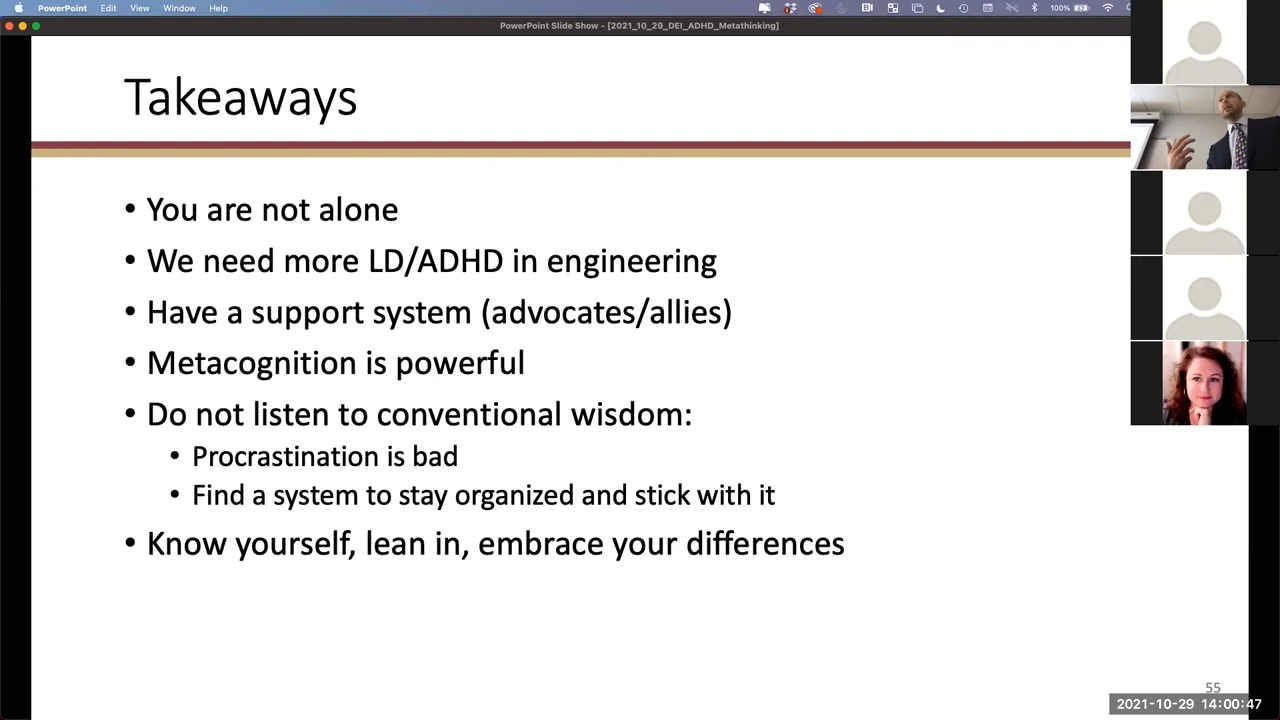 PowerPoint Edit View Window Help
100%
PowerPoint Slide Show - [2021_10_29_DEI_ADHD_Metathinking]
Takeaways
• You are not alone
• We need more LD/ADHD in engineering
• Have a support system (advocates/allies)
• Metacognition is powerful
• Do not listen to conventional wisdom:
• Procrastination is bad
• Find a system to stay organized and stick with it
• Know yourself, lean in, embrace your differences
55
2021-10-29 14:00:47